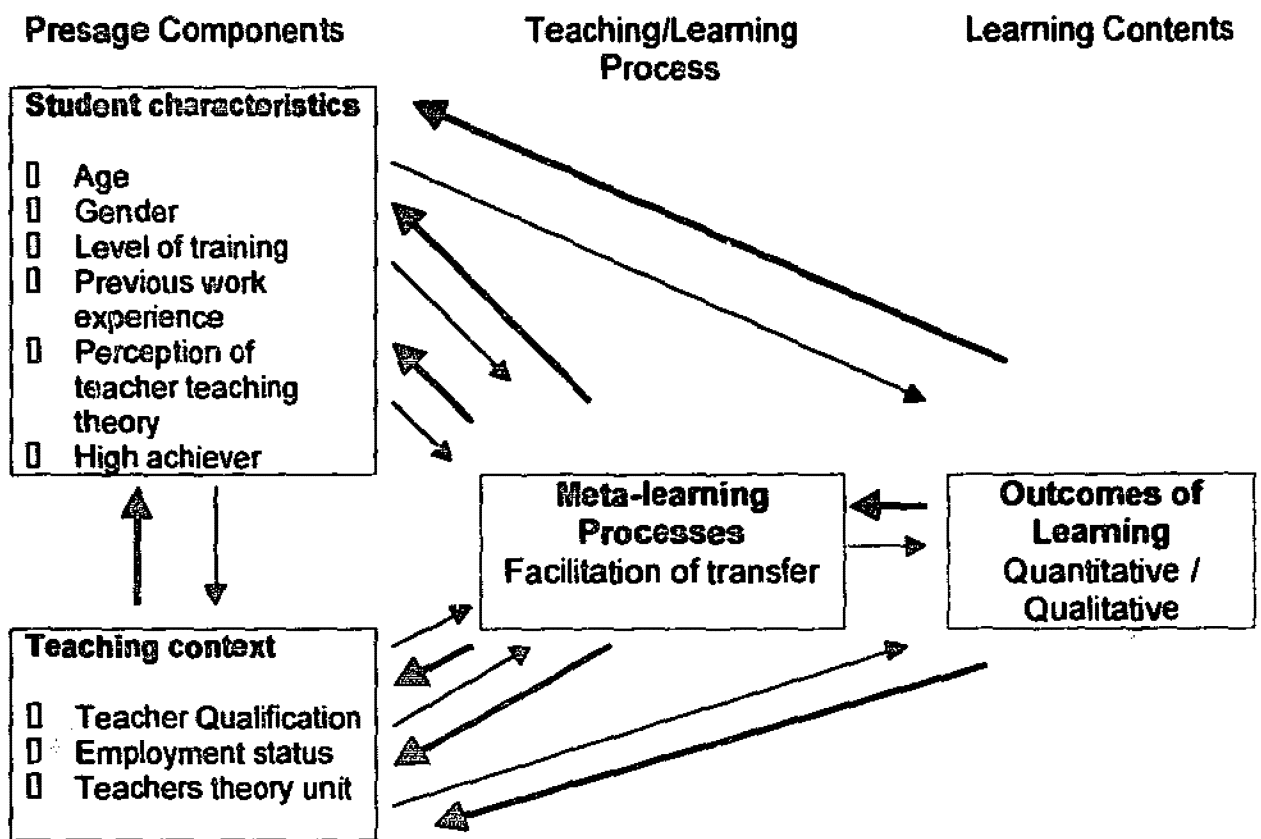 Presage Components
Teaching/Learning
Process
Learning Contents
Student characteristics
Age
Gender
Level of training
Previous work
experience
Perception of
teacher teaching
theory
High achiever
Meta-learning
Processes
Facilitation of transfer
Outcomes of
Learning
Quantitative /
Qualitative
Teaching context
Teacher Qualification
Employment status
Teachers theory unit